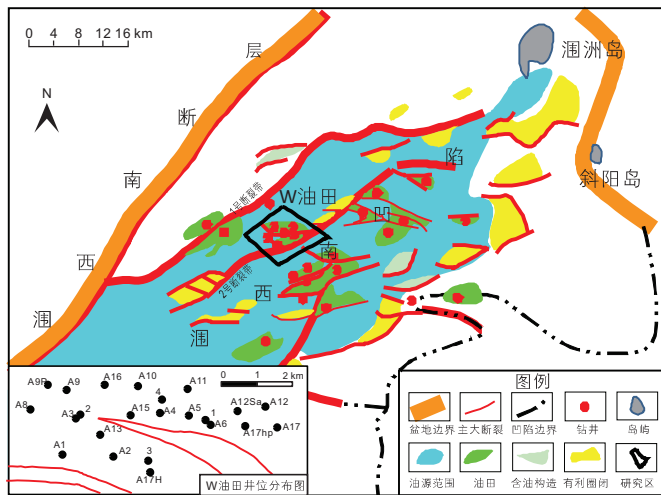 0 4 8 12 16 km
N
涠洲岛
斜阳岛
涠 西 南 断 层
涠 西 南 凹 陷
1号断裂带
2号断裂带
W油田
0 1 2 km
A9P A9 A16 A10 A11
A8 A3 2 A15 4 A4 A5 1 A6 A12Sa A12
A13 A17hp A17
A1 A2 3
A17H
W油田井位分布图
图例
盆地边界 主大断裂 凹陷边界 钻井 岛屿
油源范围 油田 含油构造 有利圈闭 研究区